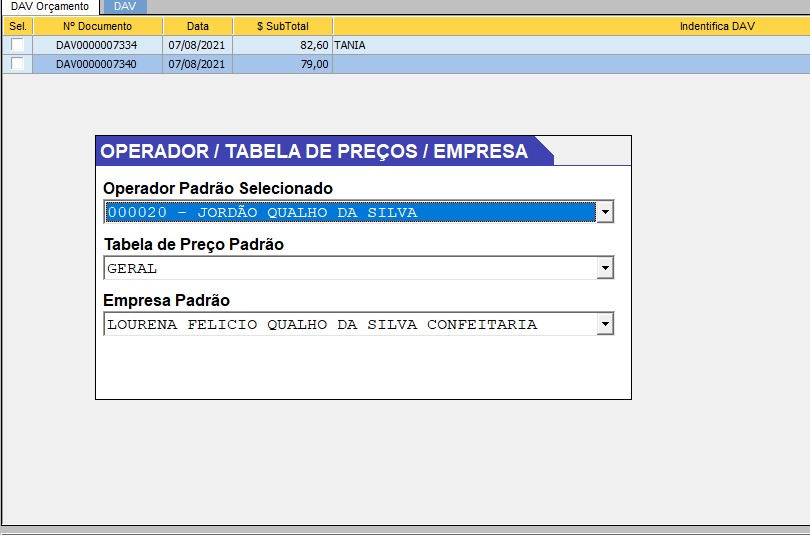 DAV Orçamento DAV
Sel. Nº Documento Data $ SubTotal Indentifica DAV
DAV0000007334 07/08/2021 82,60 TANIA
DAV0000007340 07/08/2021 79,00
OPERADOR / TABELA DE PREÇOS / EMPRESA
Operador Padrão Selecionado
000020 - JORDÃO QUALHO DA SILVA
Tabela de Preço Padrão
GERAL
Empresa Padrão
LOURENA FELICIO QUALHO DA SILVA CONFEITARIA